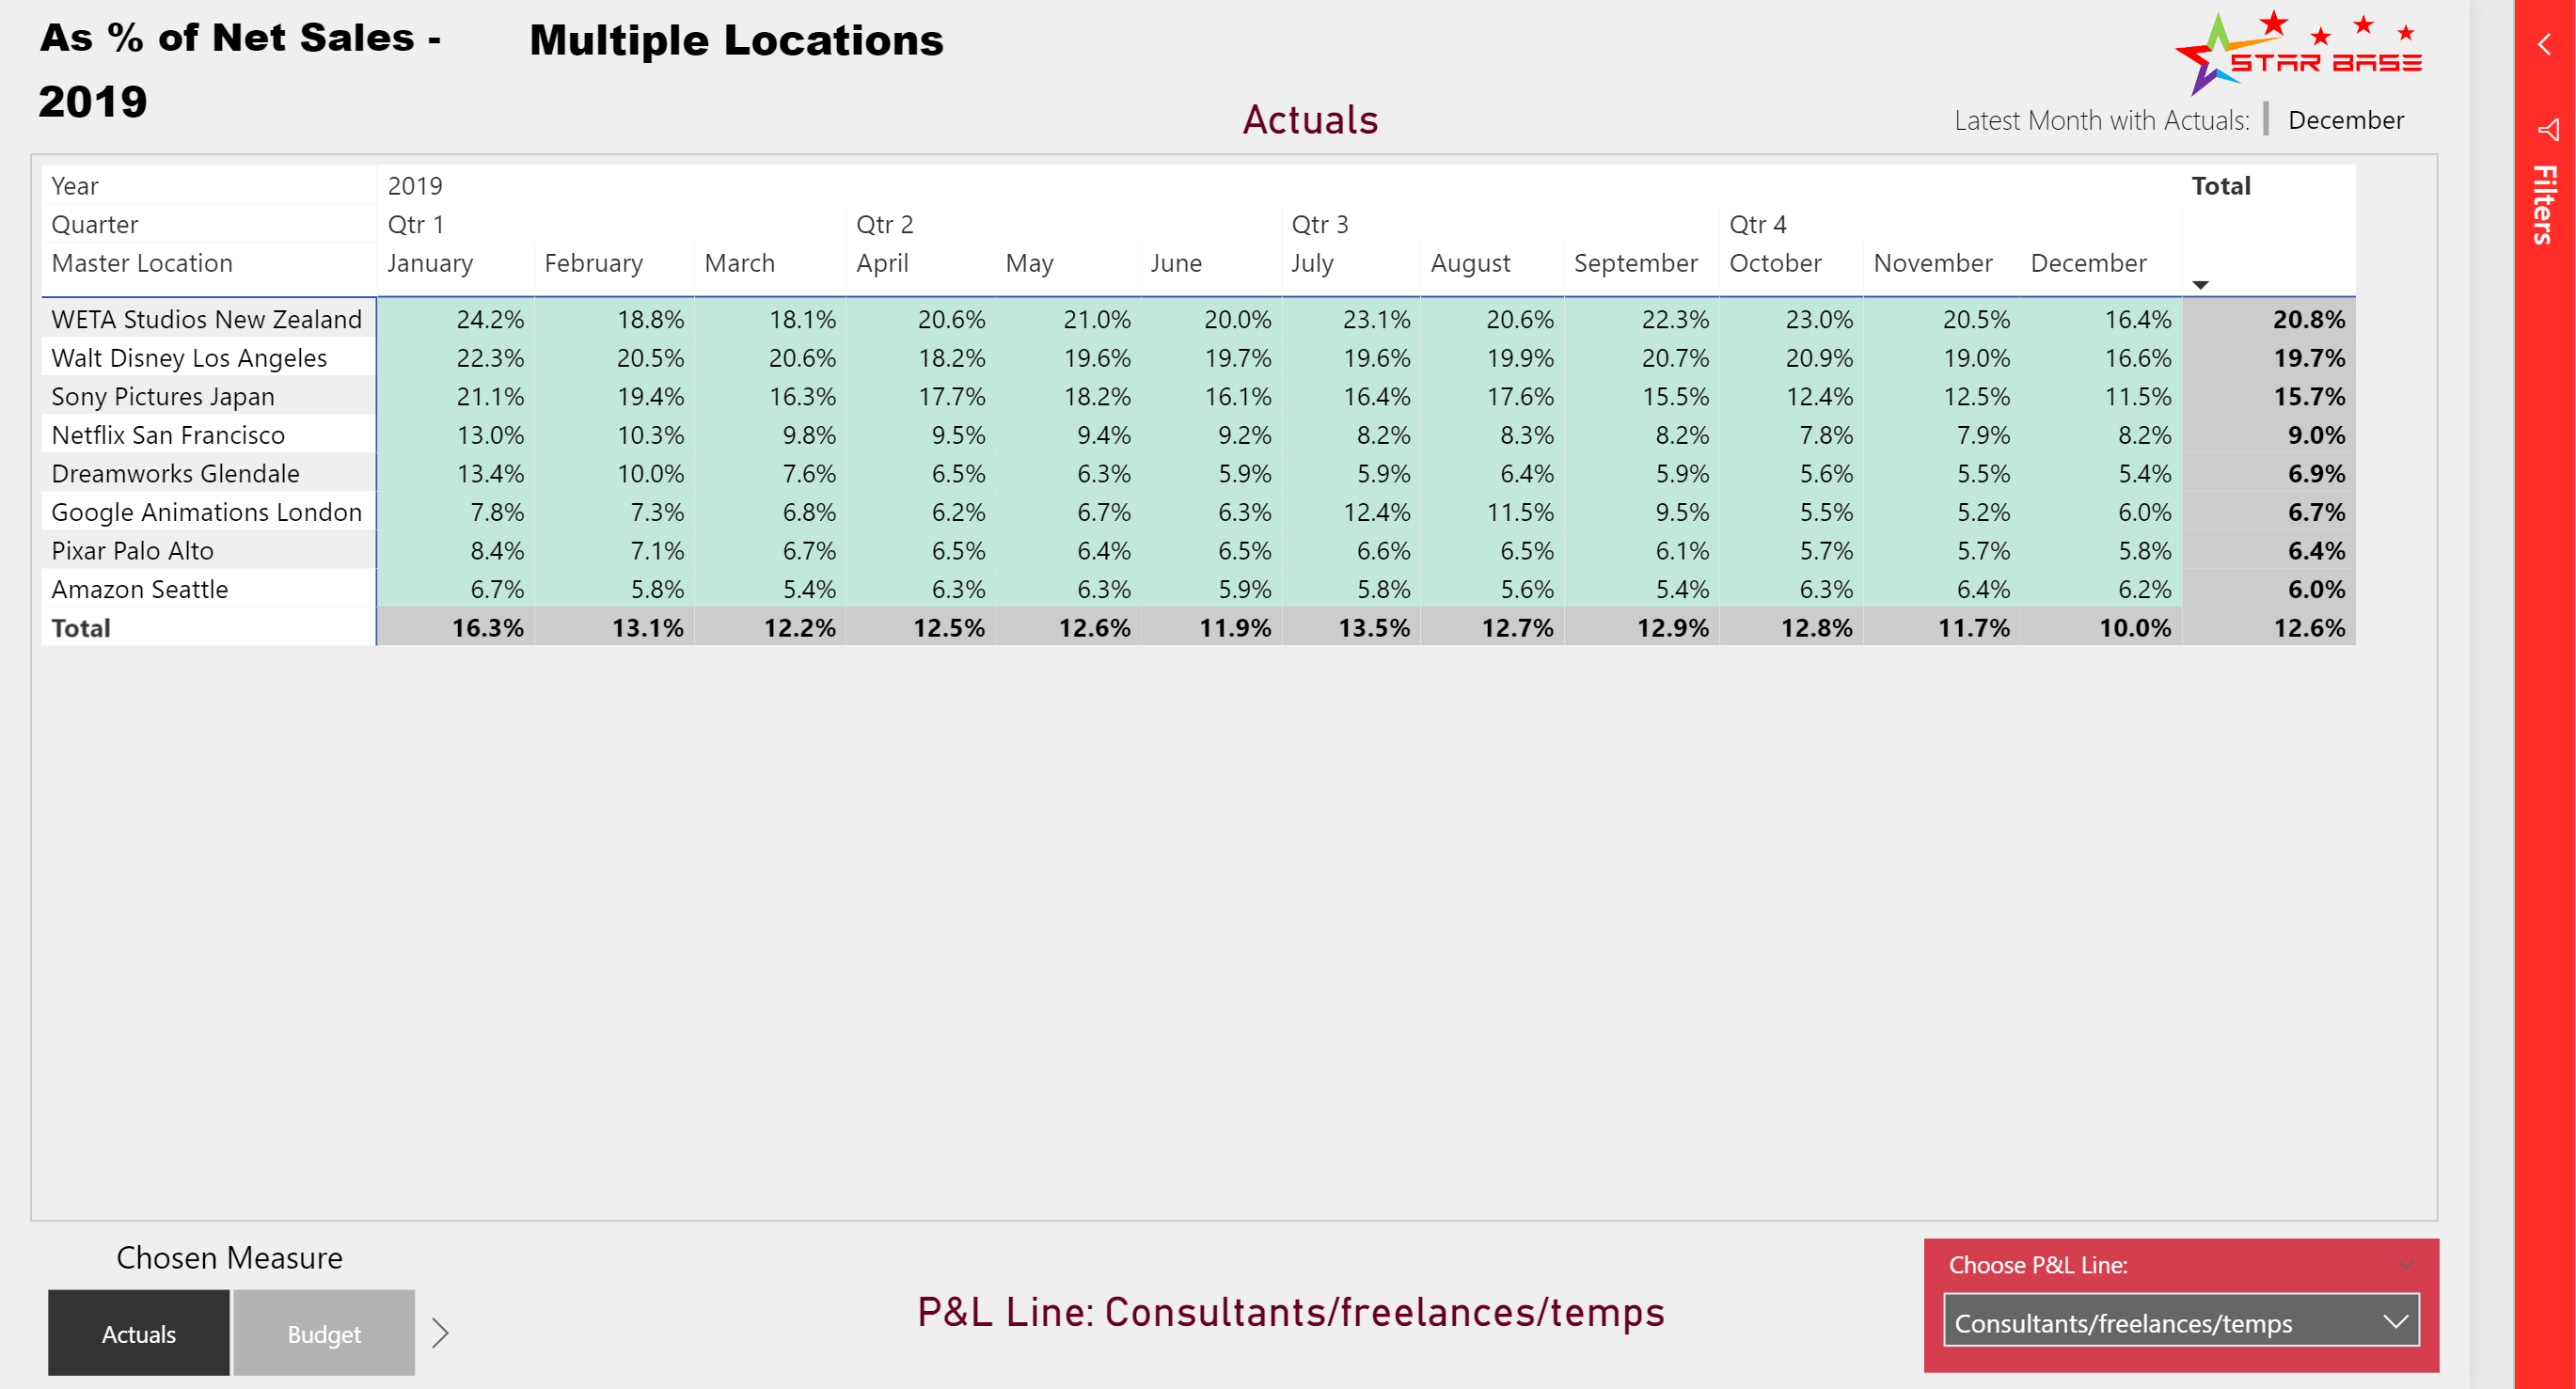 As % of Net Sales - 2019
Multiple Locations
STAR BASE
Actuals
Latest Month with Actuals: December
Filters
Year 2019 Total
Quarter Qtr 1 Qtr 2 Qtr 3 Qtr 4
Master Location January February March April May June July August September October November December
WETA Studios New Zealand 24.2% 18.8% 18.1% 20.6% 21.0% 20.0% 23.1% 20.6% 22.3% 23.0% 20.5% 16.4% 20.8%
Walt Disney Los Angeles 22.3% 20.5% 20.6% 18.2% 19.6% 19.7% 19.6% 19.9% 20.7% 20.9% 19.0% 16.6% 19.7%
Sony Pictures Japan 21.1% 19.4% 16.3% 17.7% 18.2% 16.1% 16.4% 17.6% 15.5% 12.4% 12.5% 11.5% 15.7%
Netflix San Francisco 13.0% 10.3% 9.8% 9.5% 9.4% 9.2% 8.2% 8.3% 8.2% 7.8% 7.9% 8.2% 9.0%
Dreamworks Glendale 13.4% 10.0% 7.6% 6.5% 6.3% 5.9% 5.9% 6.4% 5.9% 5.6% 5.5% 5.4% 6.9%
Google Animations London 7.8% 7.3% 6.8% 6.2% 6.7% 6.3% 12.4% 11.5% 9.5% 5.5% 5.2% 6.0% 6.7%
Pixar Palo Alto 8.4% 7.1% 6.7% 6.5% 6.4% 6.5% 6.6% 6.5% 6.1% 5.7% 5.7% 5.8% 6.4%
Amazon Seattle 6.7% 5.8% 5.4% 6.3% 6.3% 5.9% 5.8% 5.6% 5.4% 6.3% 6.4% 6.2% 6.0%
Total 16.3% 13.1% 12.2% 12.5% 12.6% 11.9% 13.5% 12.7% 12.9% 12.8% 11.7% 10.0% 12.6%
Chosen Measure
Actuals Budget
P&L Line: Consultants/freelances/temps
Choose P&L Line:
Consultants/freelances/temps